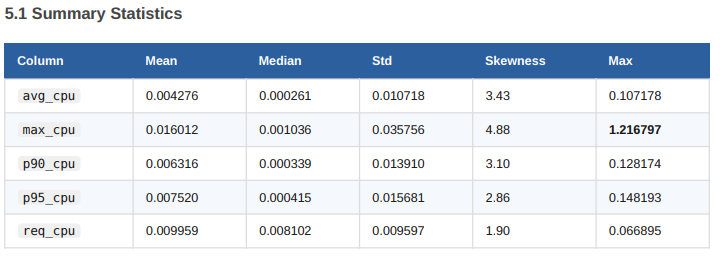 5.1 Summary Statistics
Column Mean Median Std Skewness Max
avg_cpu 0.004276 0.000261 0.010718 3.43 0.107178
max_cpu 0.016012 0.001036 0.035756 4.88 1.216797
p90_cpu 0.006316 0.000339 0.013910 3.10 0.128174
p95_cpu 0.007520 0.000415 0.015681 2.86 0.148193
req_cpu 0.009959 0.008102 0.009597 1.90 0.066895